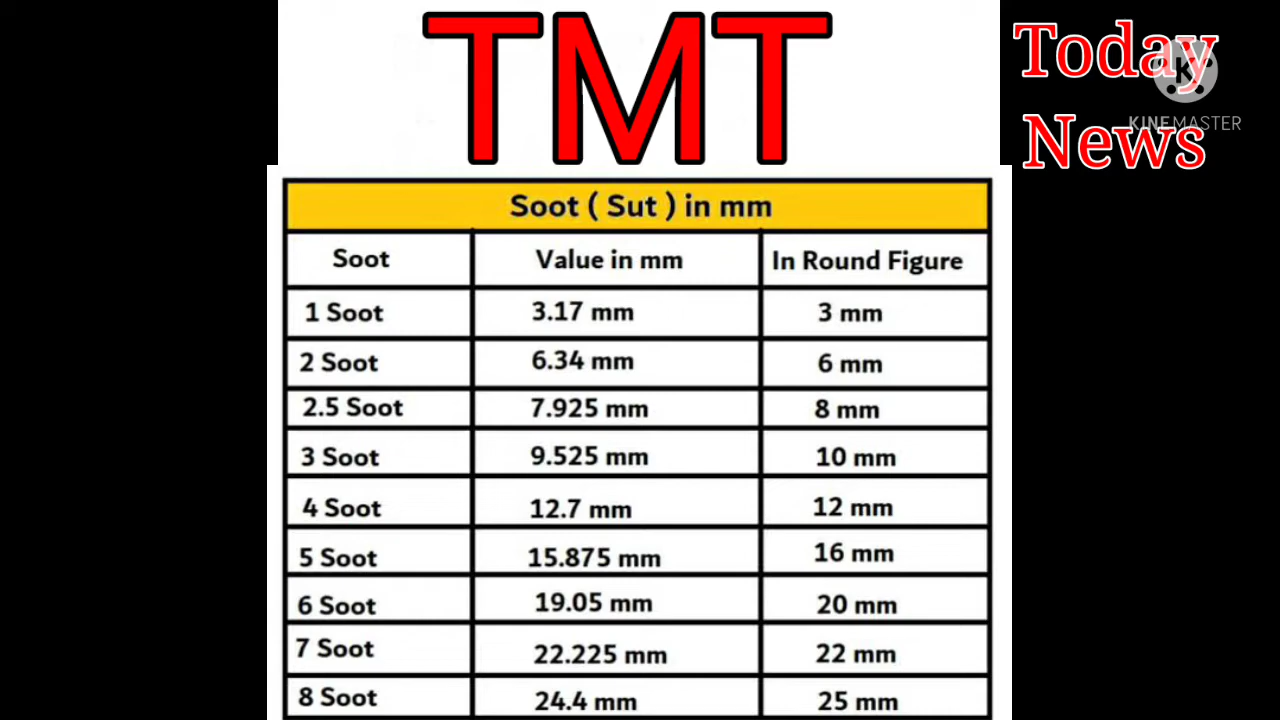 TMT
Today
News
KINEMASTER
Soot ( Sut ) in mm
Soot Value in mm In Round Figure
1 Soot 3.17 mm 3 mm
2 Soot 6.34 mm 6 mm
2.5 Soot 7.925 mm 8 mm
3 Soot 9.525 mm 10 mm
4 Soot 12.7 mm 12 mm
5 Soot 15.875 mm 16 mm
6 Soot 19.05 mm 20 mm
7 Soot 22.225 mm 22 mm
8 Soot 24.4 mm 25 mm